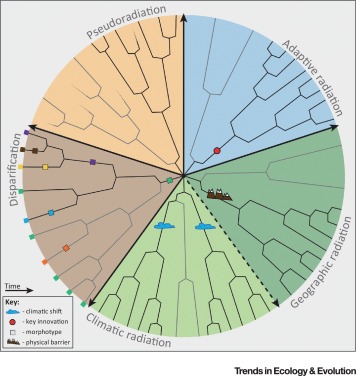 Pseudoradiation
Adaptive radiation
Disparification
Geographic radiation
Climatic radiation
Time
Key:
- climatic shift
- key innovation
- morphotype
- physical barrier
Trends in Ecology & Evolution